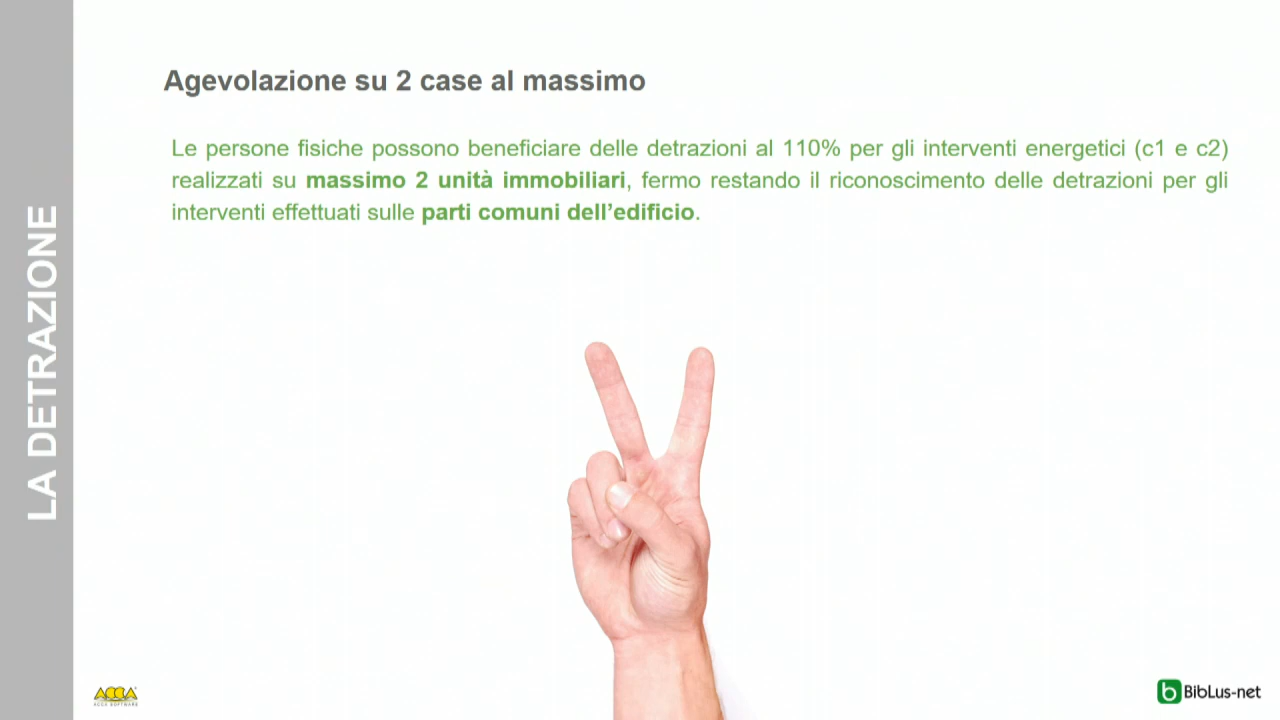 LA DETRAZIONE
Agevolazione su 2 case al massimo
Le persone fisiche possono beneficiare delle detrazioni al 110% per gli interventi energetici (c1 e c2)
realizzati su massimo 2 unità immobiliari, fermo restando il riconoscimento delle detrazioni per gli
interventi effettuati sulle parti comuni dell’edificio.
ACCA
ACCA SOFTWARE
b BibLus-net